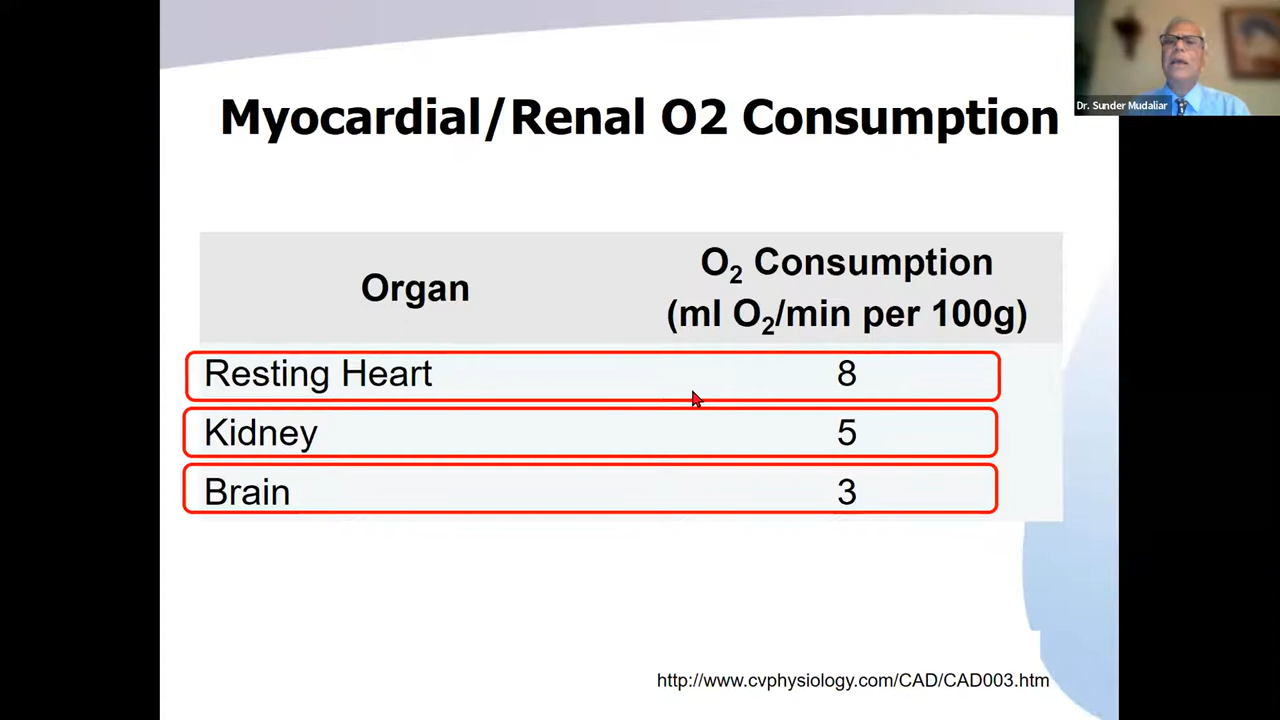 Myocardial/Renal O2 Consumption
Dr. Sunder Mudaliar
Organ
O₂ Consumption
(ml O₂/min per 100g)
Resting Heart 8
Kidney 5
Brain 3
http://www.cvphysiology.com/CAD/CAD003.htm